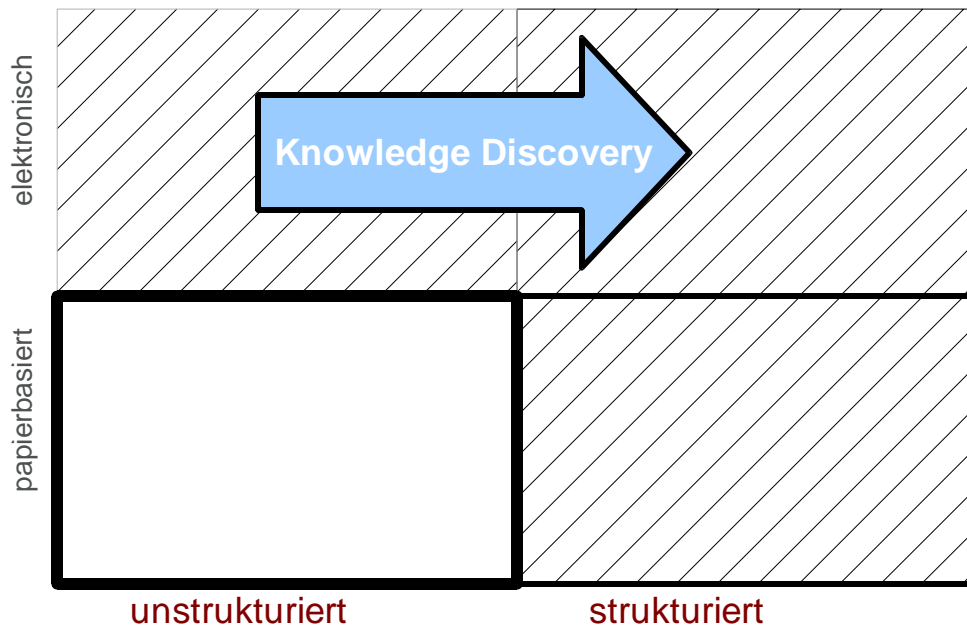 elektronisch
Knowledge Discovery
papierbasiert
unstrukturiert
strukturiert